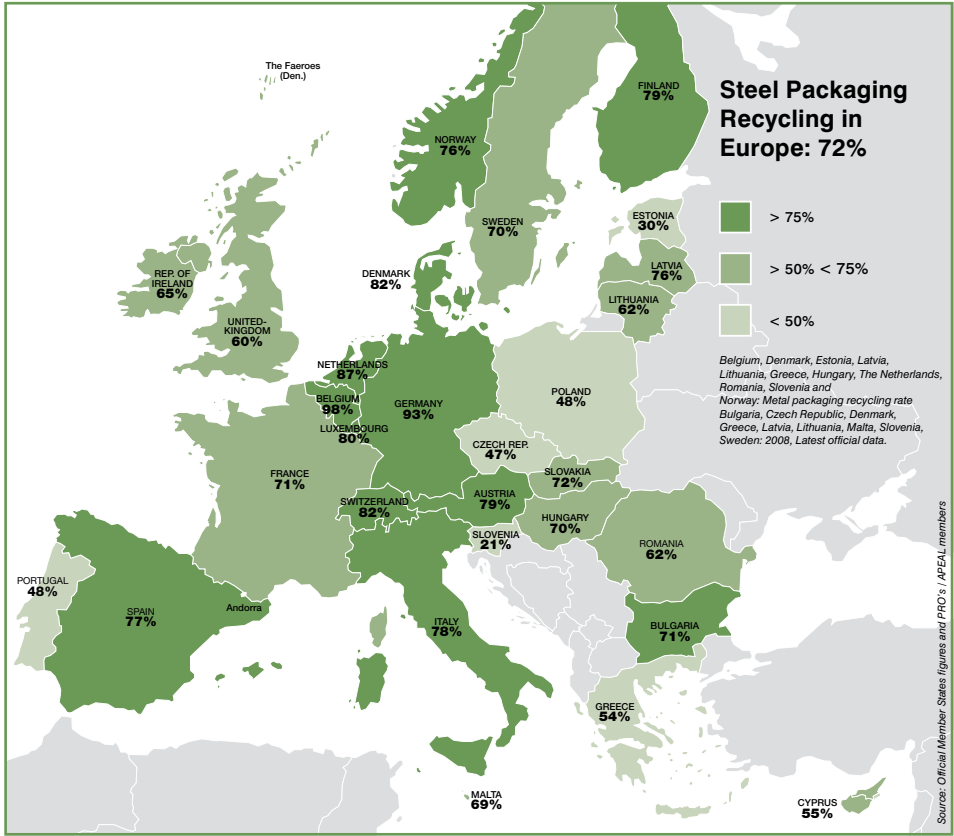 The Faeroes
(Den.)
Steel Packaging
Recycling in
Europe: 72%
> 75%
> 50% < 75%
< 50%
Belgium, Denmark, Estonia, Latvia,
Lithuania, Greece, Hungary, The Netherlands,
Romania, Slovenia and
Norway: Metal packaging recycling rate
Bulgaria, Czech Republic, Denmark,
Greece, Latvia, Lithuania, Malta, Slovenia,
Sweden: 2008, Latest official data.
FINLAND
79%
NORWAY
76%
SWEDEN
70%
ESTONIA
30%
LATVIA
76%
LITHUANIA
62%
DENMARK
82%
REP. OF
IRELAND
65%
UNITED-
KINGDOM
60%
NETHERLANDS
87%
BELGIUM
98%
LUXEMBOURG
80%
GERMANY
93%
POLAND
48%
CZECH REP.
47%
SLOVAKIA
72%
FRANCE
71%
SWITZERLAND
82%
AUSTRIA
79%
HUNGARY
70%
SLOVENIA
21%
ROMANIA
62%
PORTUGAL
48%
SPAIN
77%
Andorra
ITALY
78%
BULGARIA
71%
GREECE
54%
MALTA
69%
CYPRUS
55%
Source: Official Member States figures and PRO's / APEAL members